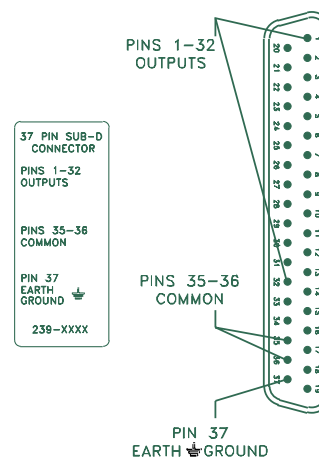 PINS 1-32
OUTPUTS
37 PIN SUB-D
CONNECTOR
PINS 1-32
OUTPUTS
PINS 35-36
COMMON
PIN 37
EARTH
GROUND
239-XXXX
PINS 35-36
COMMON
PIN 37
EARTH GROUND
20
21
22
23
24
25
26
27
28
29
30
31
32
33
34
35
36
37